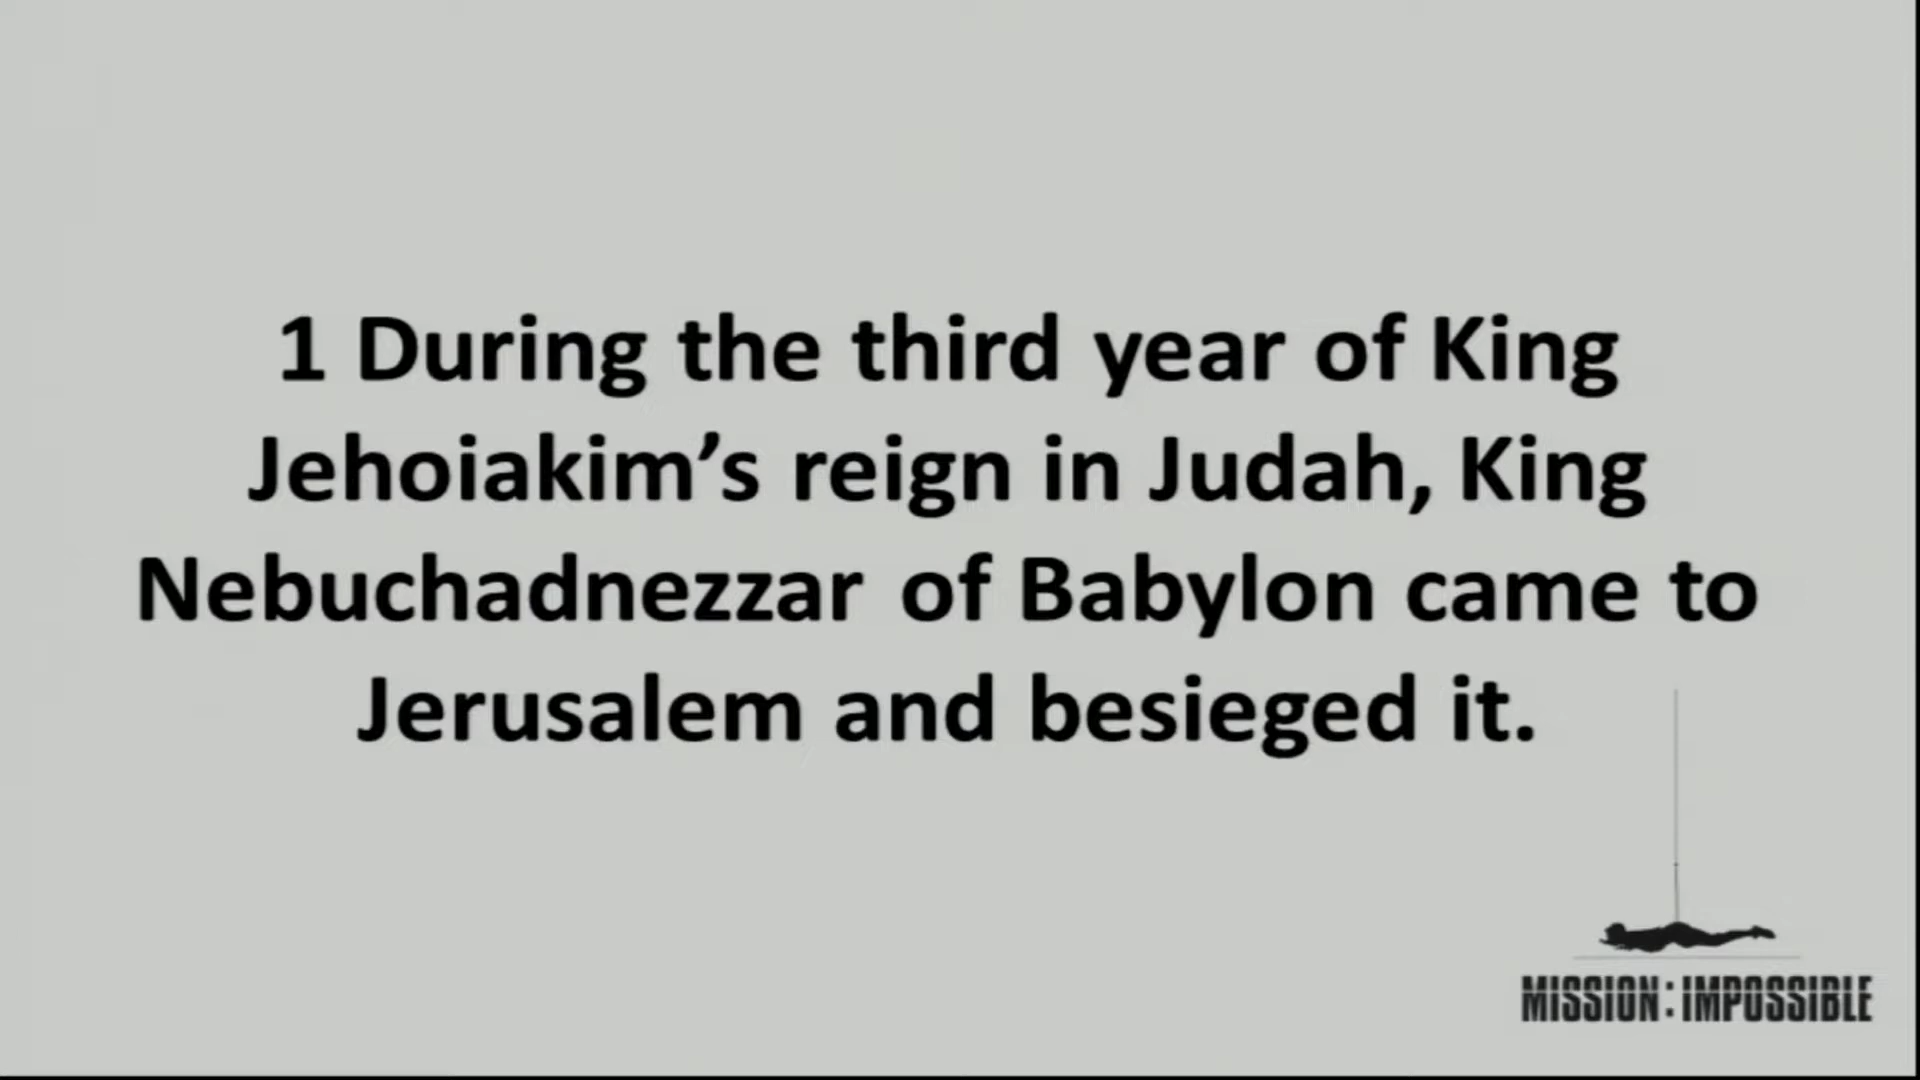 1 During the third year of King
Jehoiakim’s reign in Judah, King
Nebuchadnezzar of Babylon came to
Jerusalem and besieged it.
MISSION: IMPOSSIBLE